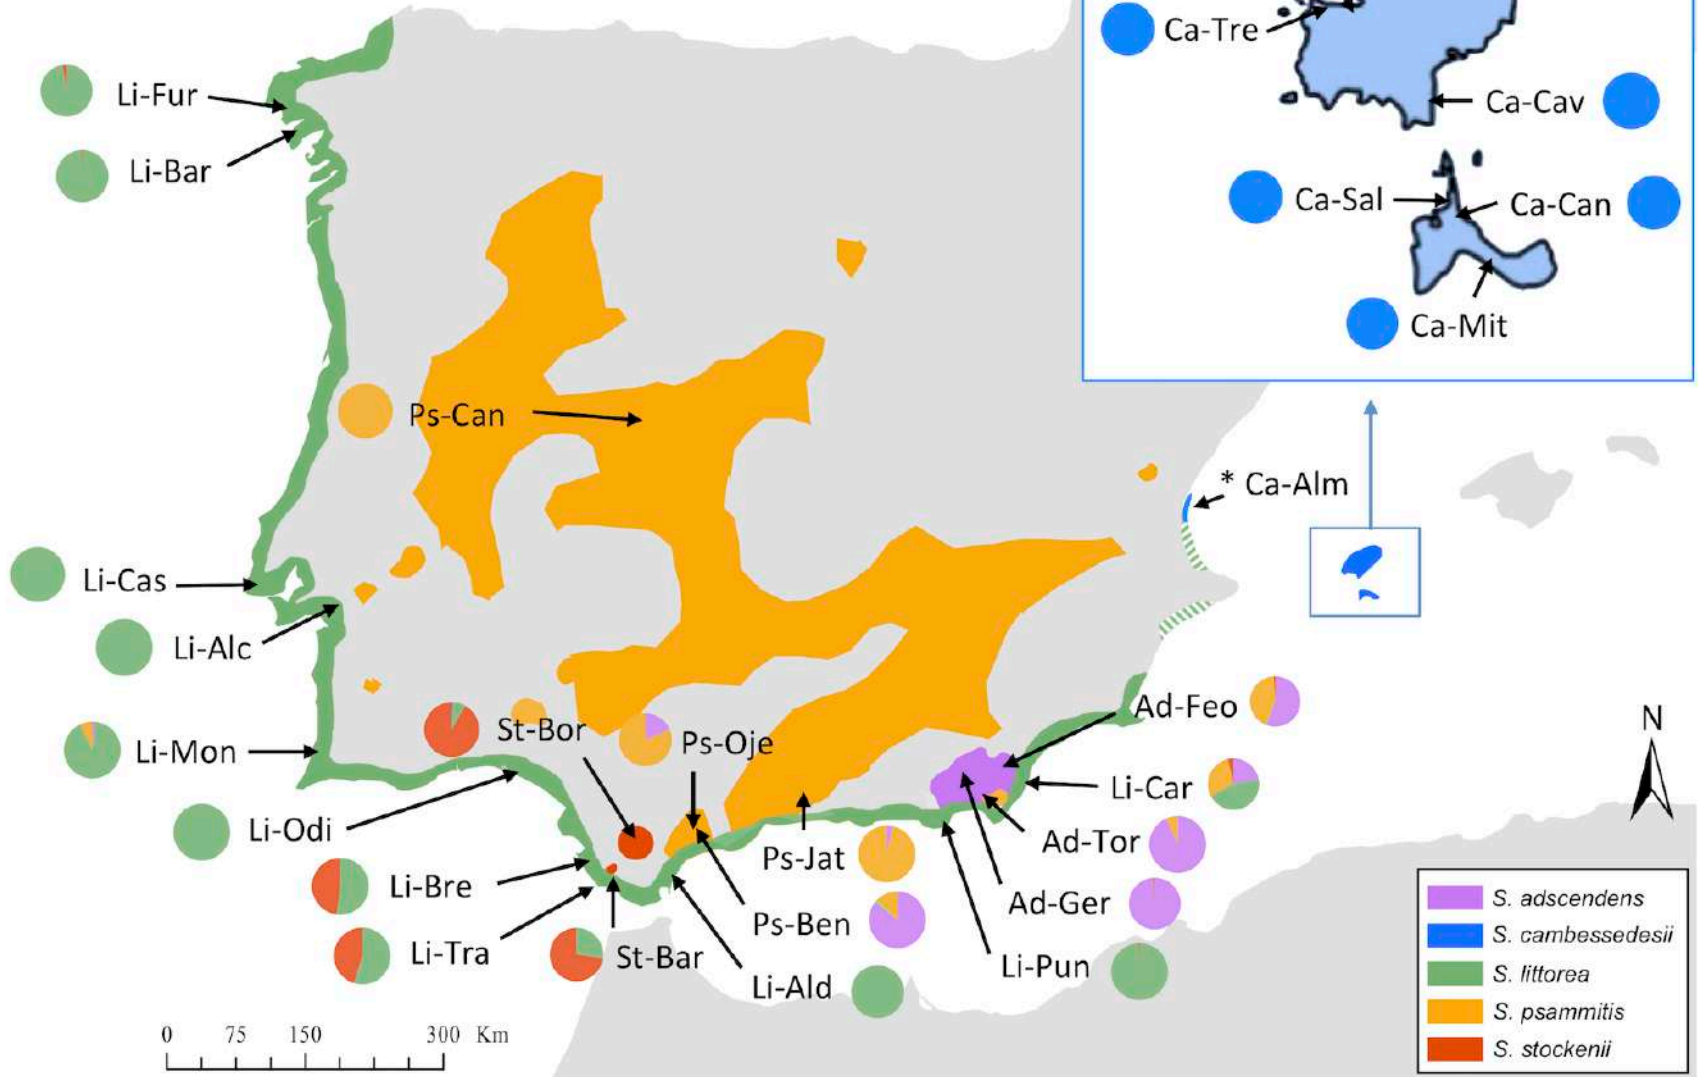 Ca-Tre
Li-Fur
Ca-Cav
Li-Bar
Ca-Sal
Ca-Can
Ca-Mit
Ps-Can
* Ca-Alm
Li-Cas
Li-Alc
Ad-Feo
N
St-Bor
Ps-Oje
Li-Mon
Li-Car
Li-Odi
Ad-Tor
Ps-Jat
Li-Bre
Ad-Ger
Ps-Ben
Li-Tra
St-Bar
Li-Pun
Li-Ald
S. adscendens
S. cambessedesii
S. littorea
S. psammitis
S. stockenii
0 75 150 300 Km